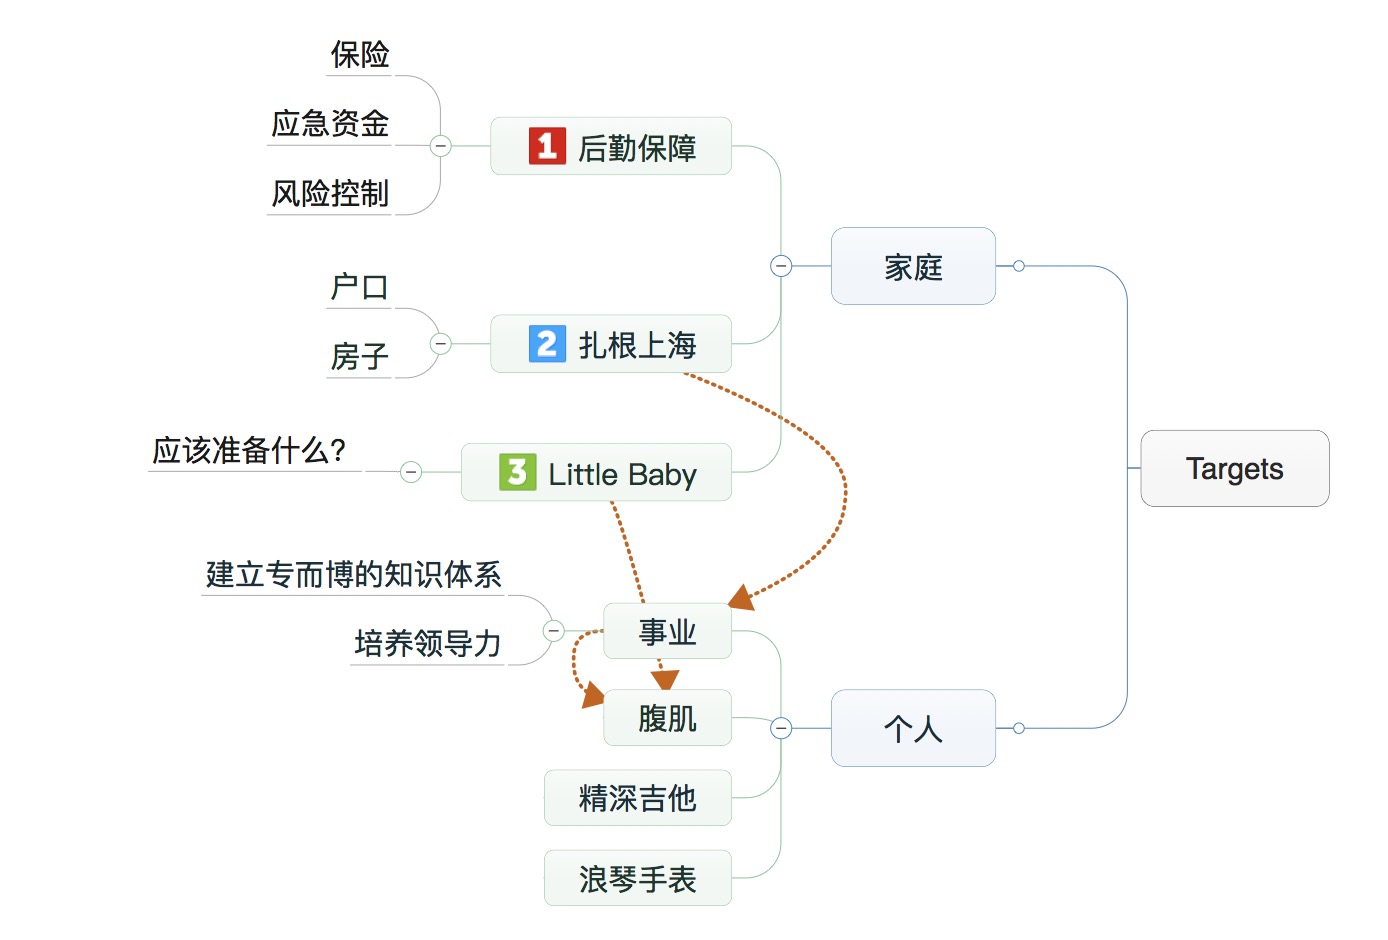 保险
应急资金
风险控制
1 后勤保障
户口
房子
2 扎根上海
家庭
应该准备什么?
3 Little Baby
Targets
建立专而博的知识体系
培养领导力
事业
腹肌
个人
精深吉他
浪琴手表